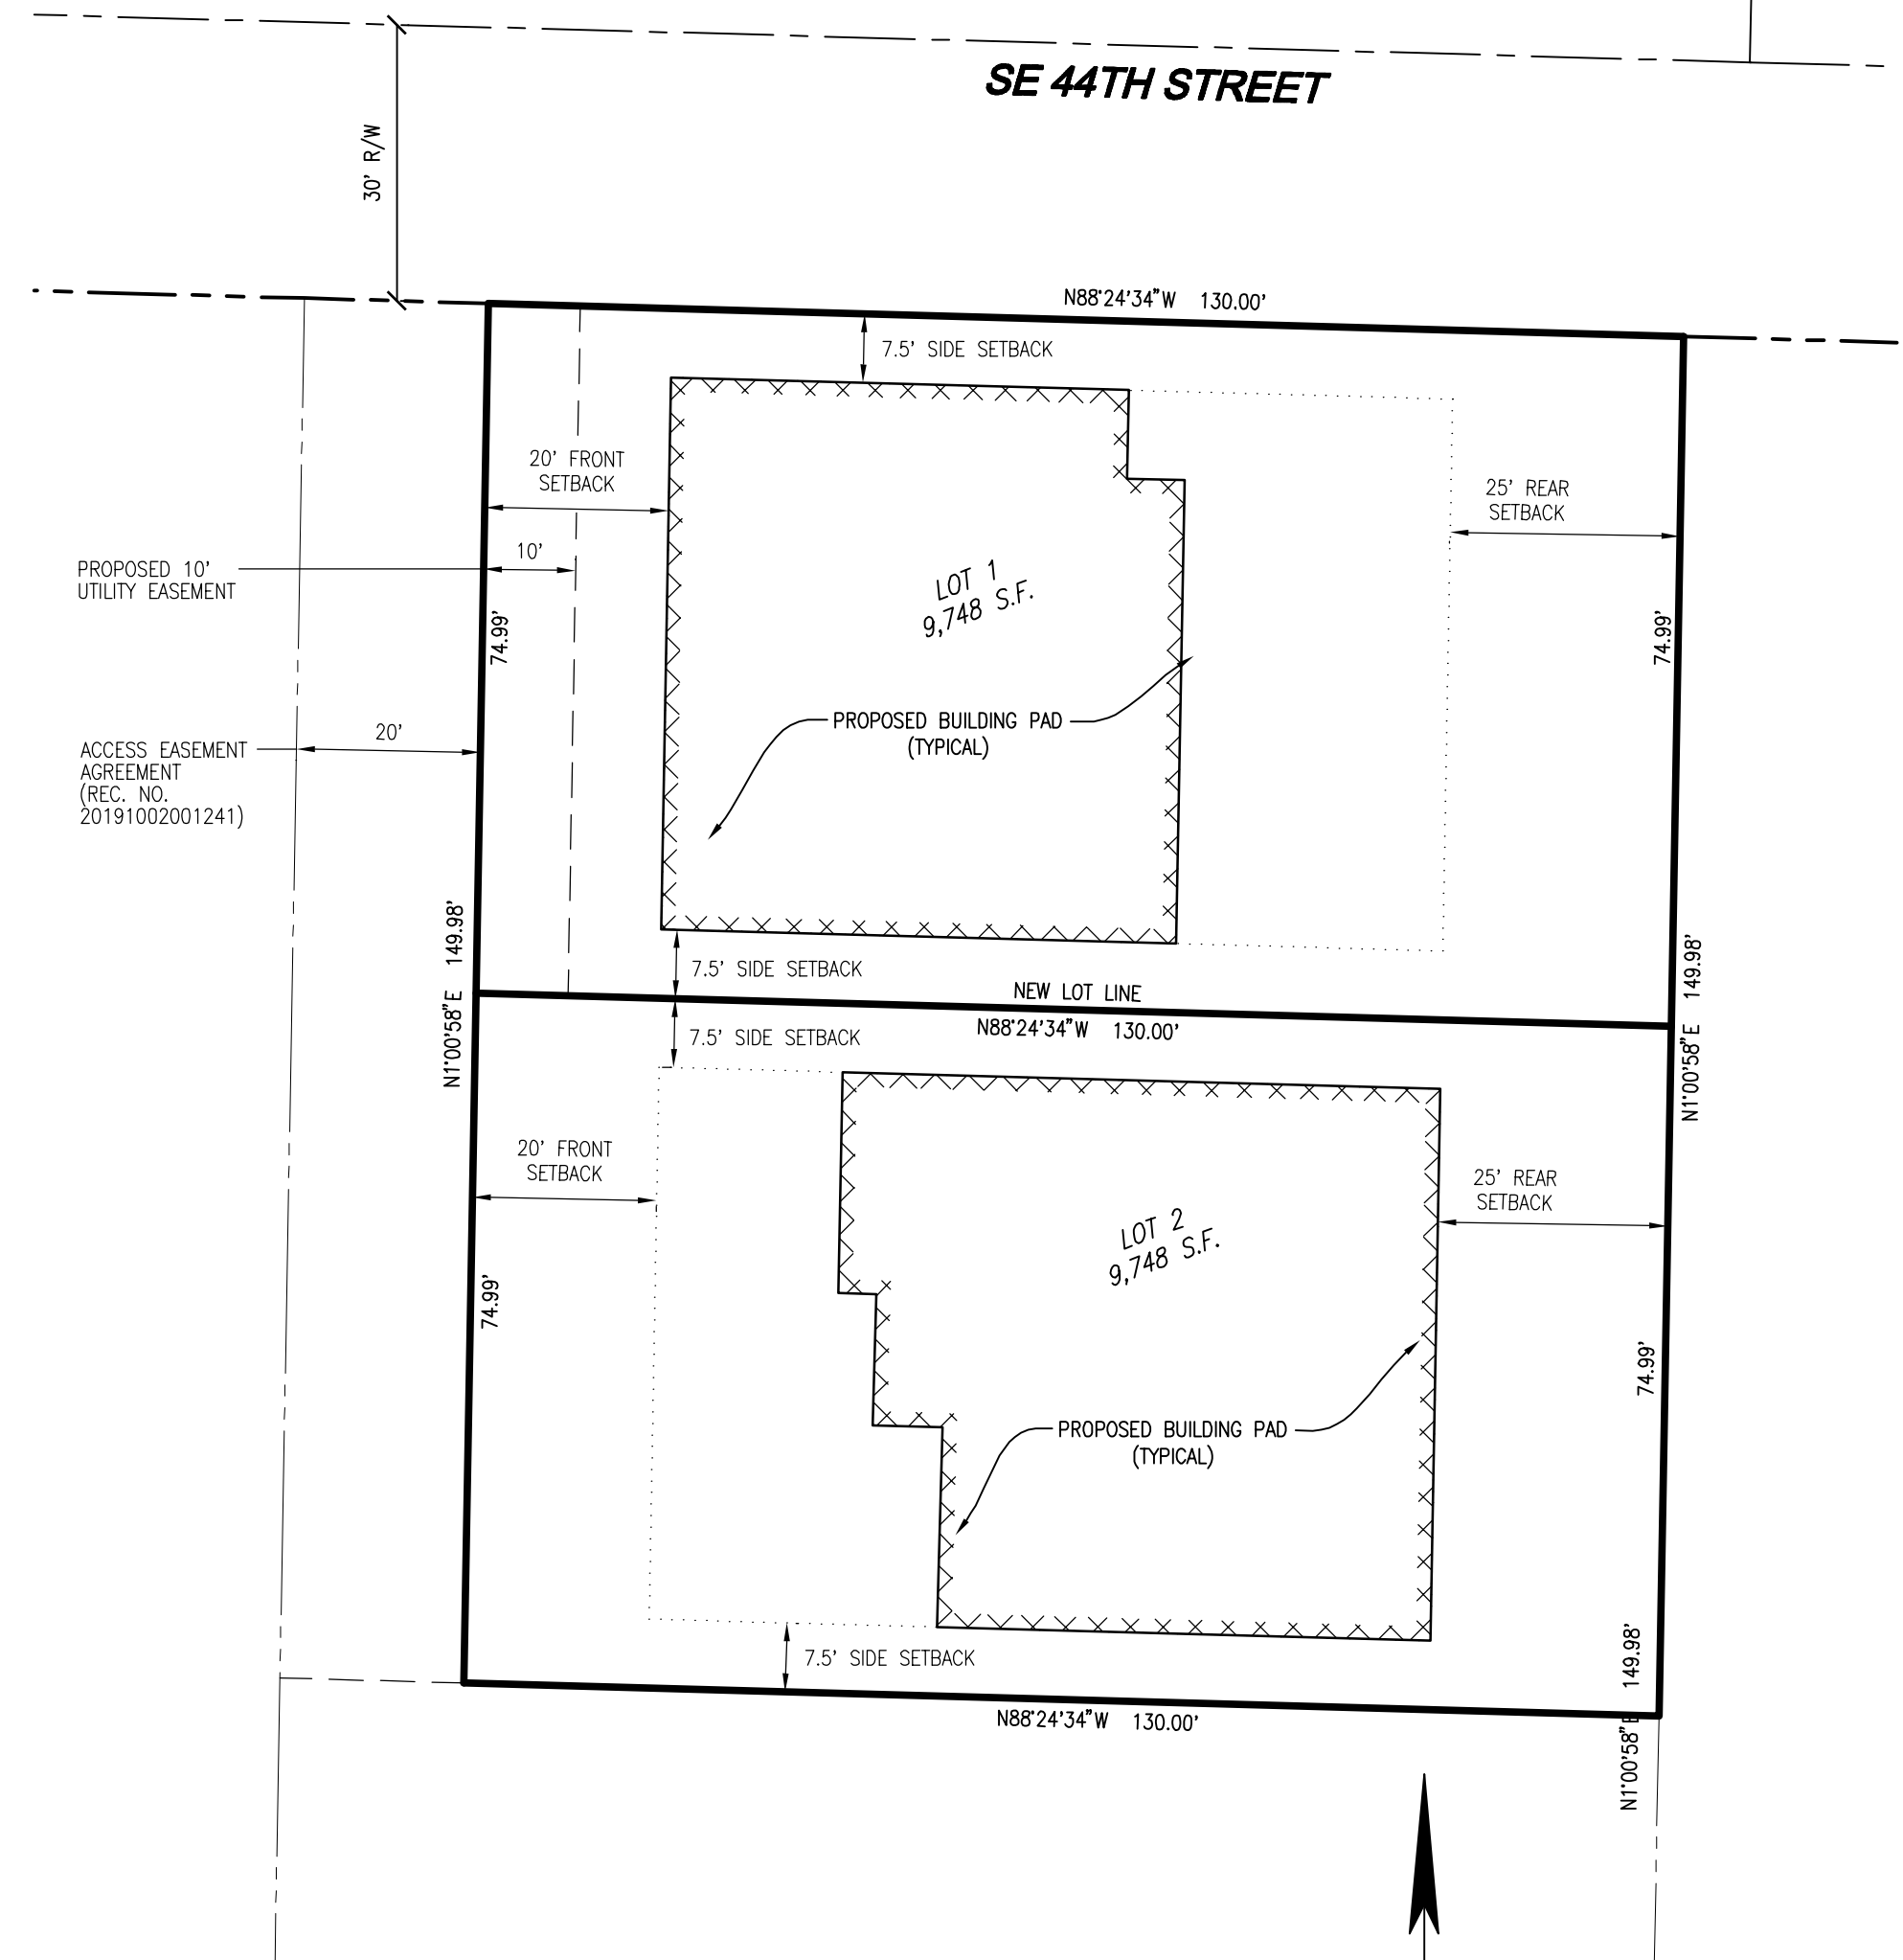 SE 44TH STREET
30' R/W
N88°24'34"W 130.00'
7.5' SIDE SETBACK
20' FRONT
SETBACK
25' REAR
SETBACK
10'
PROPOSED 10'
UTILITY EASEMENT
LOT 1
9,748 S.F.
74.99'
74.99'
PROPOSED BUILDING PAD
(TYPICAL)
20'
ACCESS EASEMENT
AGREEMENT
(REC. NO.
20191002001241)
N1°00'58"E 149.98'
N1°00'58"E 149.98'
7.5' SIDE SETBACK
NEW LOT LINE
N88°24'34"W 130.00'
7.5' SIDE SETBACK
20' FRONT
SETBACK
25' REAR
SETBACK
LOT 2
9,748 S.F.
74.99'
74.99'
PROPOSED BUILDING PAD
(TYPICAL)
7.5' SIDE SETBACK
N88°24'34"W 130.00'
N1°00'58"E 149.98'